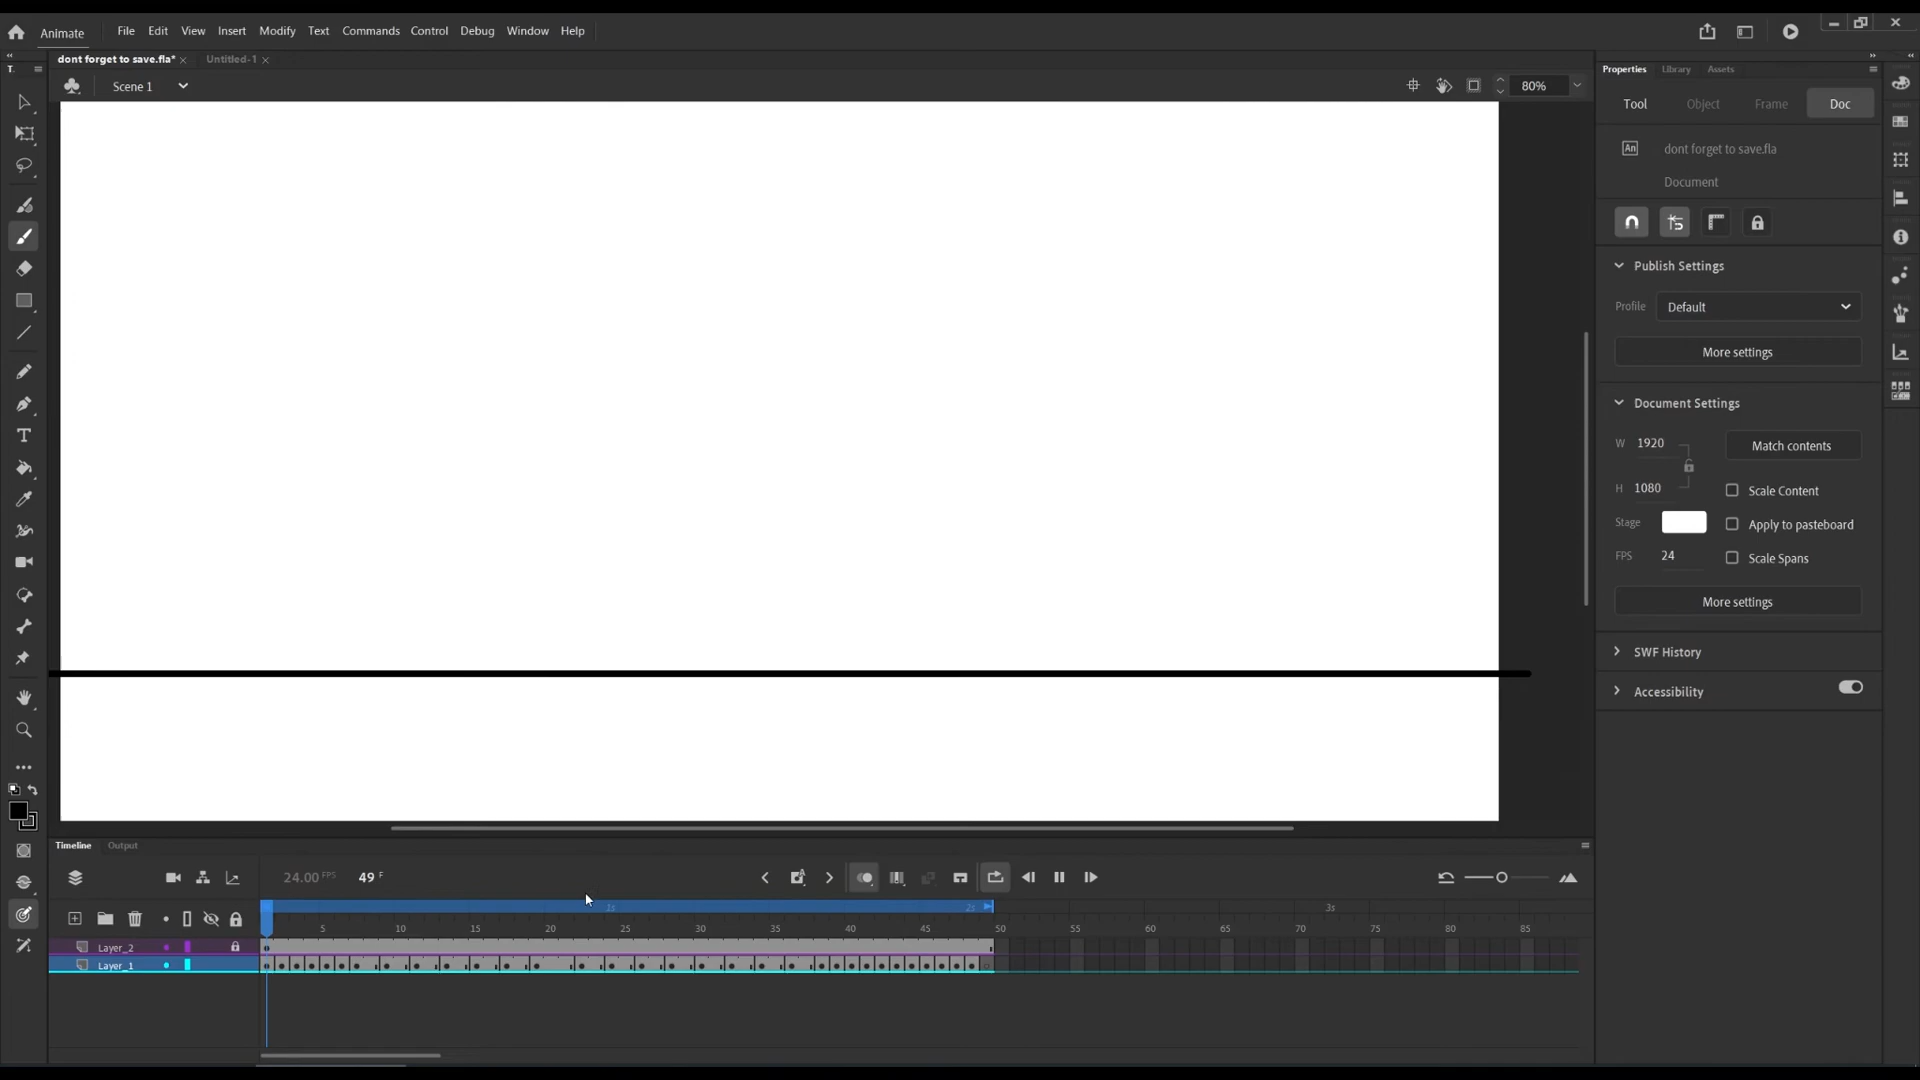 Animate File Edit View Insert Modify Text Commands Control Debug Window Help
dont forget to save.fla* × Untitled-1 ×
Scene 1
80%
T.
Properties Library Assets
Tool Object Frame Doc
An dont forget to save.fla
Document
Publish Settings
Profile Default
More settings
Document Settings
W 1920 Match contents
H 1080 Scale Content
Stage Apply to pasteboard
FPS 24 Scale Spans
More settings
SWF History
Accessibility
Timeline Output
24.00 FPS 49 F
1s 2s 3s
5 10 15 20 25 30 35 40 45 50 55 60 65 70 75 80 85
Layer_2
Layer_1